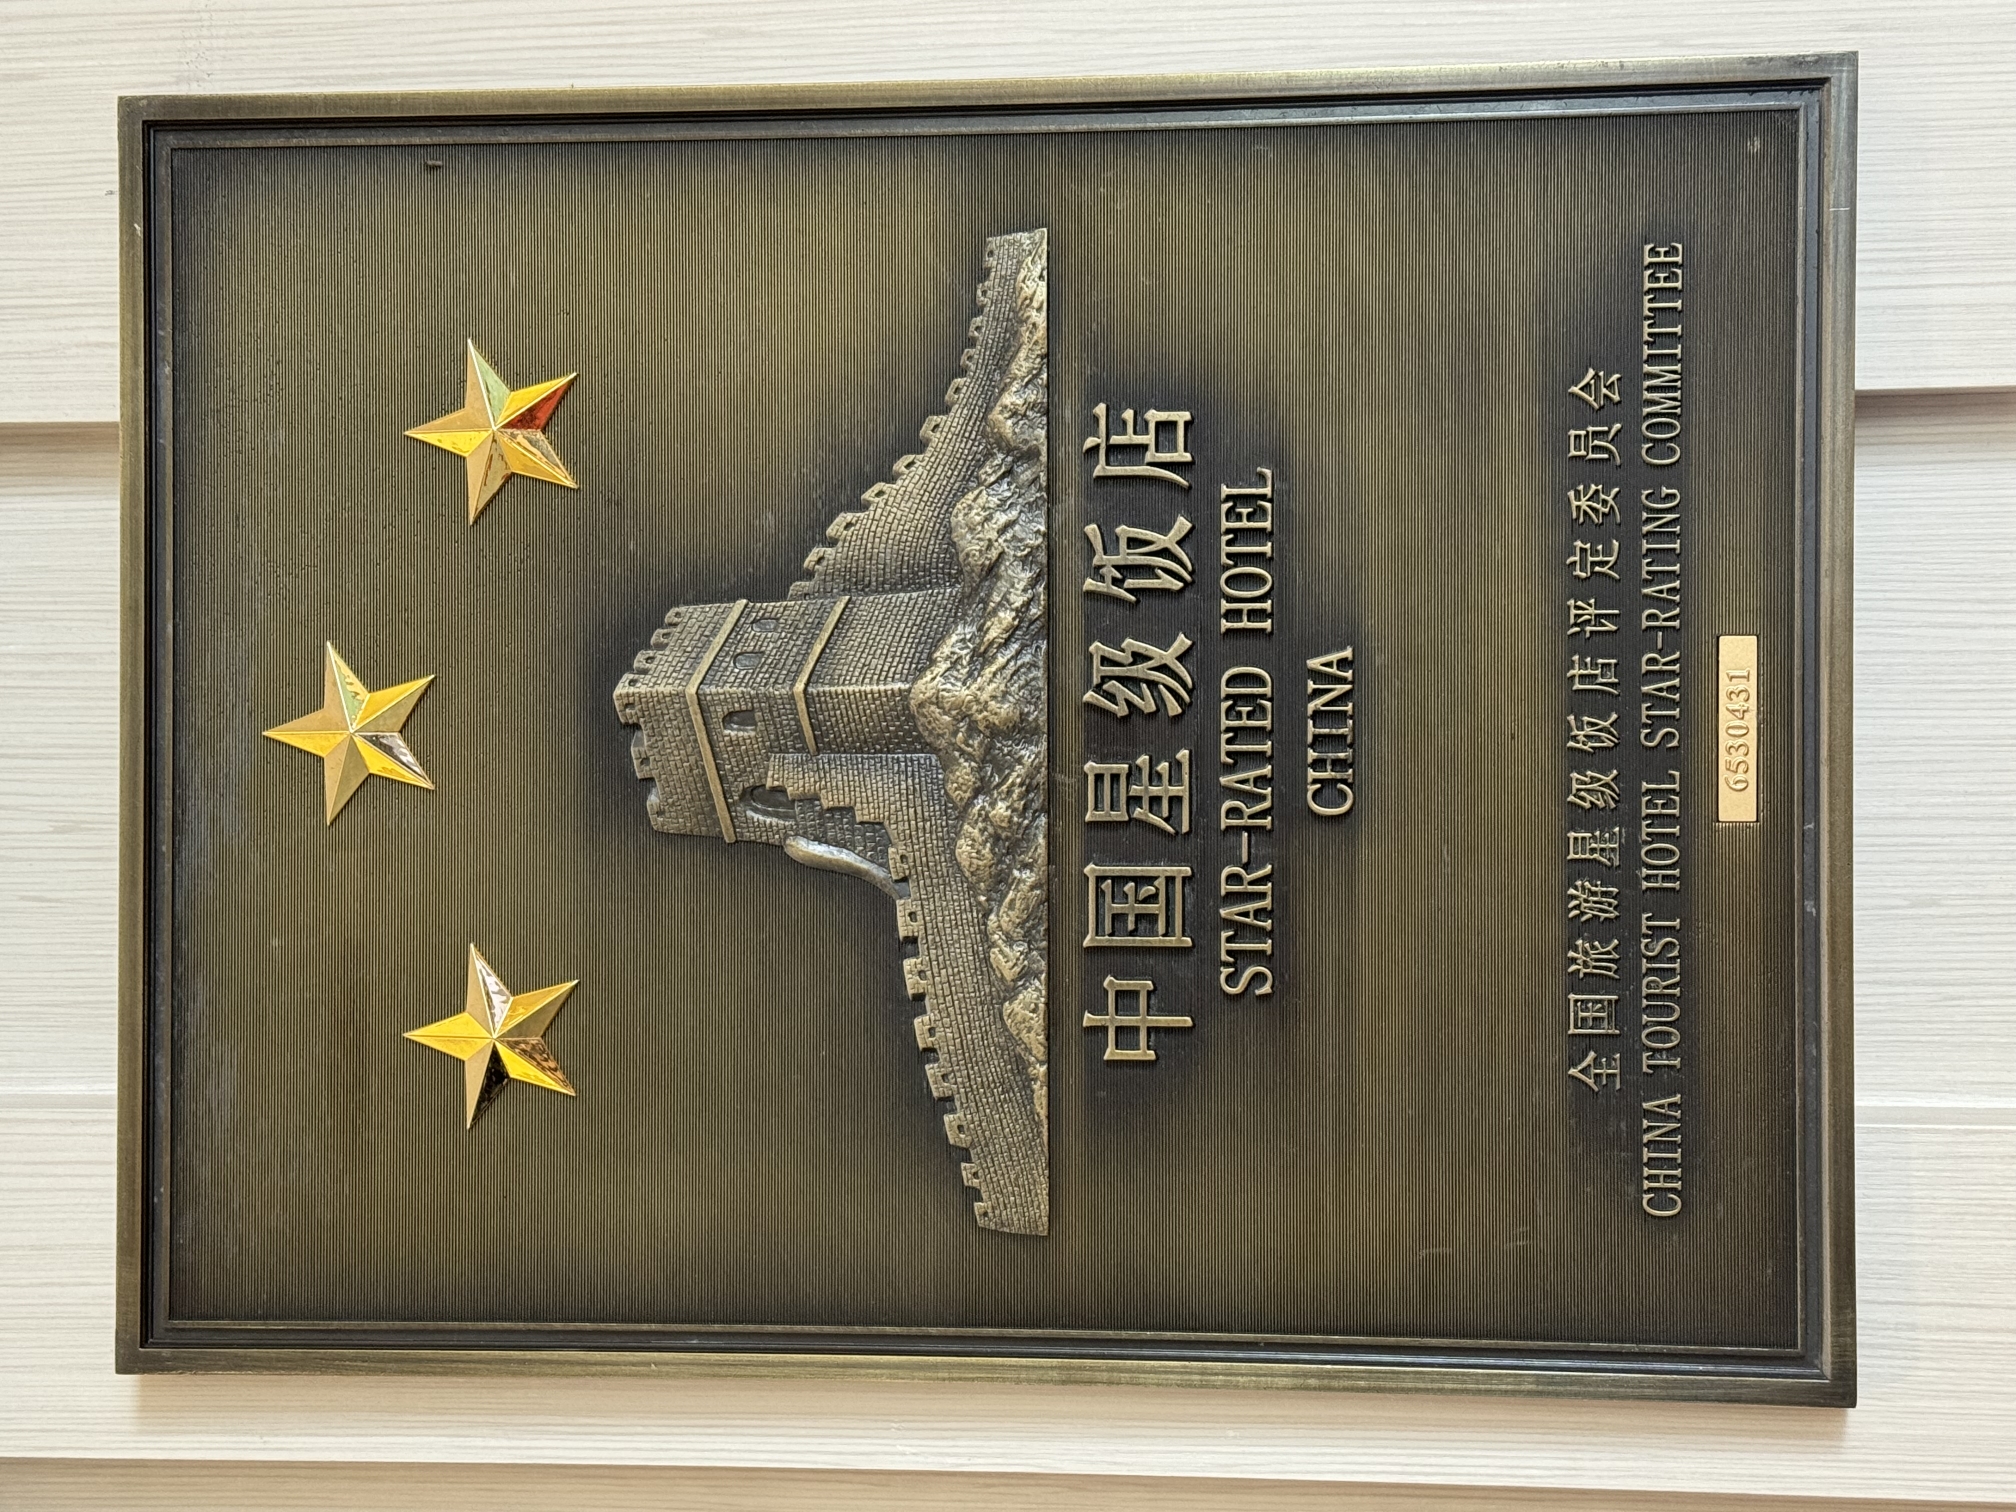 中国星级饭店
STAR-RATED HOTEL
CHINA
全国旅游星级饭店评定委员会
CHINA TOURIST HOTEL STAR-RATING COMMITTEE
6530431